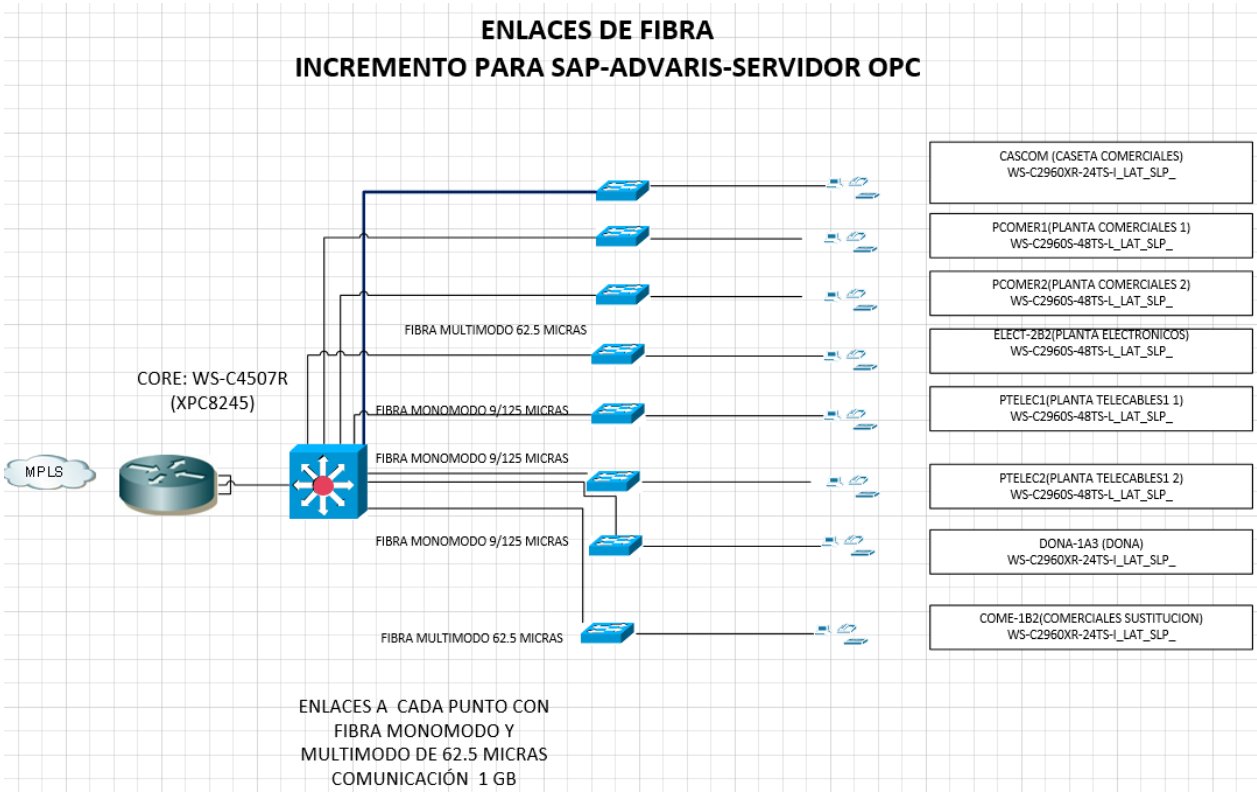 ENLACES DE FIBRA
INCREMENTO PARA SAP-ADVARIS-SERVIDOR OPC
CASCOM (CASETA COMERCIALES)
WS-C2960XR-24TS-I_LAT_SLP_
PCOMER1(PLANTA COMERCIALES 1)
WS-C2960S-48TS-L_LAT_SLP_
PCOMER2(PLANTA COMERCIALES 2)
WS-C2960S-48TS-L_LAT_SLP_
FIBRA MULTIMODO 62.5 MICRAS
ELECT-2B2(PLANTA ELECTRONICOS)
WS-C2960S-48TS-L_LAT_SLP_
CORE: WS-C4507R
(XPC8245)
FIBRA MONOMODO 9/125 MICRAS
PTELEC1(PLANTA TELECABLES1 1)
WS-C2960S-48TS-L_LAT_SLP_
MPLS
FIBRA MONOMODO 9/125 MICRAS
PTELEC2(PLANTA TELECABLES1 2)
WS-C2960S-48TS-L_LAT_SLP_
FIBRA MONOMODO 9/125 MICRAS
DONA-1A3 (DONA)
WS-C2960XR-24TS-I_LAT_SLP_
FIBRA MULTIMODO 62.5 MICRAS
COME-1B2(COMERCIALES SUSTITUCION)
WS-C2960XR-24TS-I_LAT_SLP_
ENLACES A CADA PUNTO CON
FIBRA MONOMODO Y
MULTIMODO DE 62.5 MICRAS
COMUNICACIÓN 1 GB